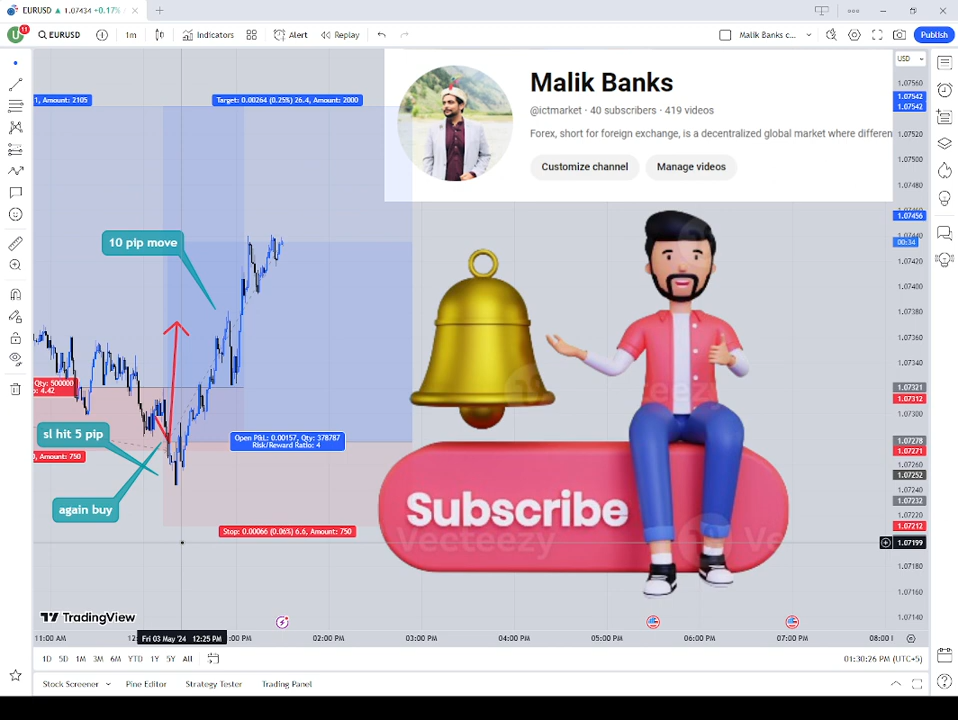 EURUSD ▲ 1.07434 +0.17%
U 11 EURUSD 1m Indicators Alert Replay Malik Banks c... Publish
USD
1, Amount: 2105
Target: 0.00264 (0.25%) 26.4, Amount: 2000
Malik Banks
@ictmarket · 40 subscribers · 419 videos
Forex, short for foreign exchange, is a decentralized global market where differen
Customize channel Manage videos
1.07560
1.07542
1.07542
1.07520
1.07500
1.07480
1.07456
1.07440
00:34
1.07420
1.07400
1.07380
1.07360
1.07340
1.07321
1.07312
1.07300
1.07278
1.07271
1.07260
1.07252
1.07240
1.07232
1.07220
1.07212
1.07199
1.07180
1.07160
1.07140
10 pip move
Qty: 500000
: 4.42
sl hit 5 pip
Open P&L: 0.00157, Qty: 378787
Risk/Reward Ratio: 4
, Amount: 750
again buy
Stop: 0.00066 (0.06%) 6.6, Amount: 750
Subscribe
Vecteezy
TradingView
11:00 AM Fri 03 May '24 12:25 PM 02:00 PM 03:00 PM 04:00 PM 05:00 PM 06:00 PM 07:00 PM 08:0
1D 5D 1M 3M 6M YTD 1Y 5Y All
01:30:26 PM (UTC+5)
Stock Screener Pine Editor Strategy Tester Trading Panel